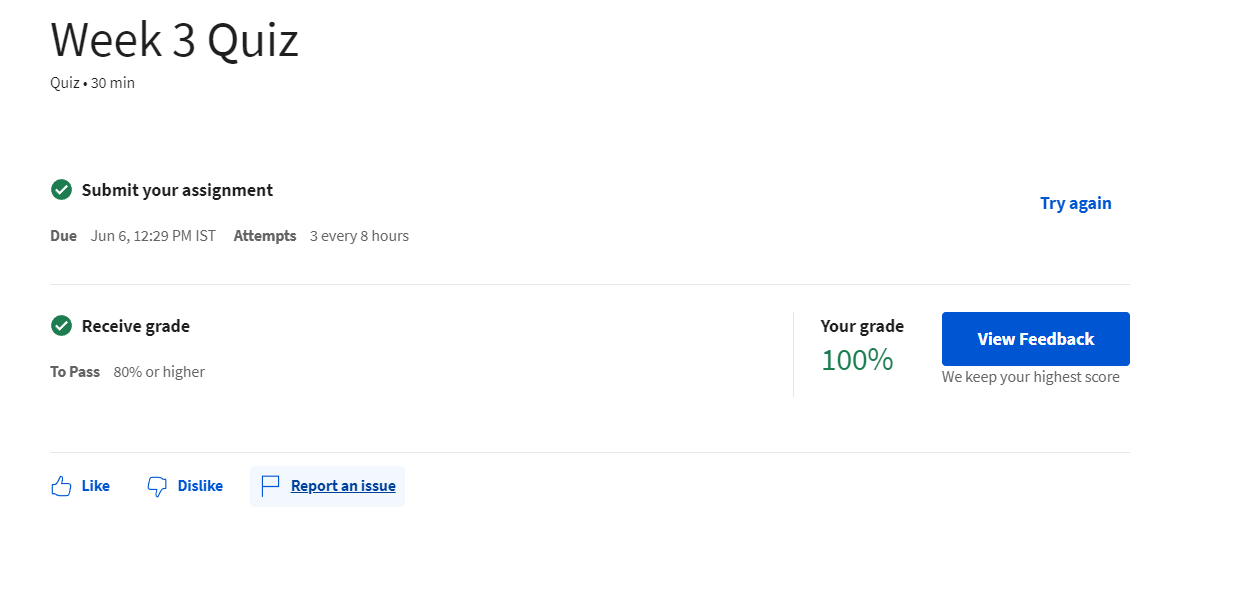 Week 3 Quiz
Quiz • 30 min
Submit your assignment
Try again
Due Jun 6, 12:29 PM IST Attempts 3 every 8 hours
Receive grade
To Pass 80% or higher
Your grade
100%
View Feedback
We keep your highest score
Like Dislike Report an issue